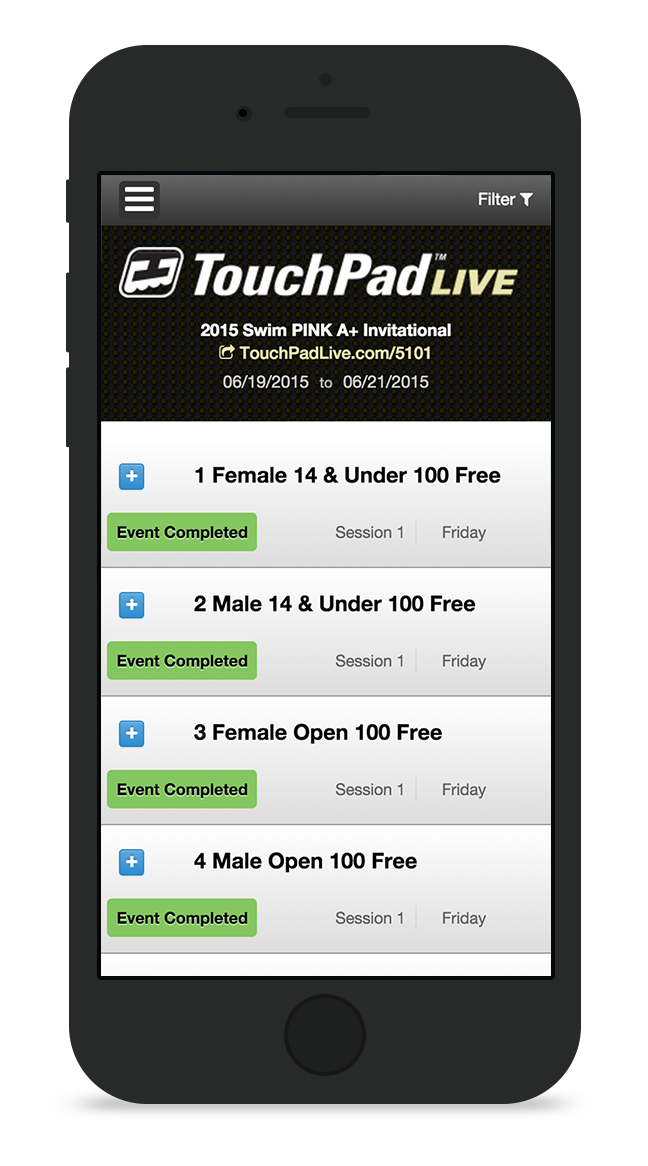 Filter
TouchPad™ LIVE
2015 Swim PINK A+ Invitational
TouchPadLive.com/5101
06/19/2015 to 06/21/2015
1 Female 14 & Under 100 Free
Event Completed Session 1 Friday
2 Male 14 & Under 100 Free
Event Completed Session 1 Friday
3 Female Open 100 Free
Event Completed Session 1 Friday
4 Male Open 100 Free
Event Completed Session 1 Friday